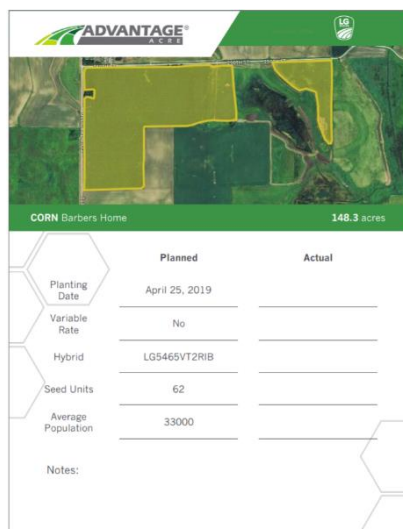 ADVANTAGE®
ACRE
LG
CORN Barbers Home 148.3 acres
Planned Actual
Planting
Date April 25, 2019
Variable
Rate No
Hybrid LG5465VT2RIB
Seed Units 62
Average
Population 33000
Notes: